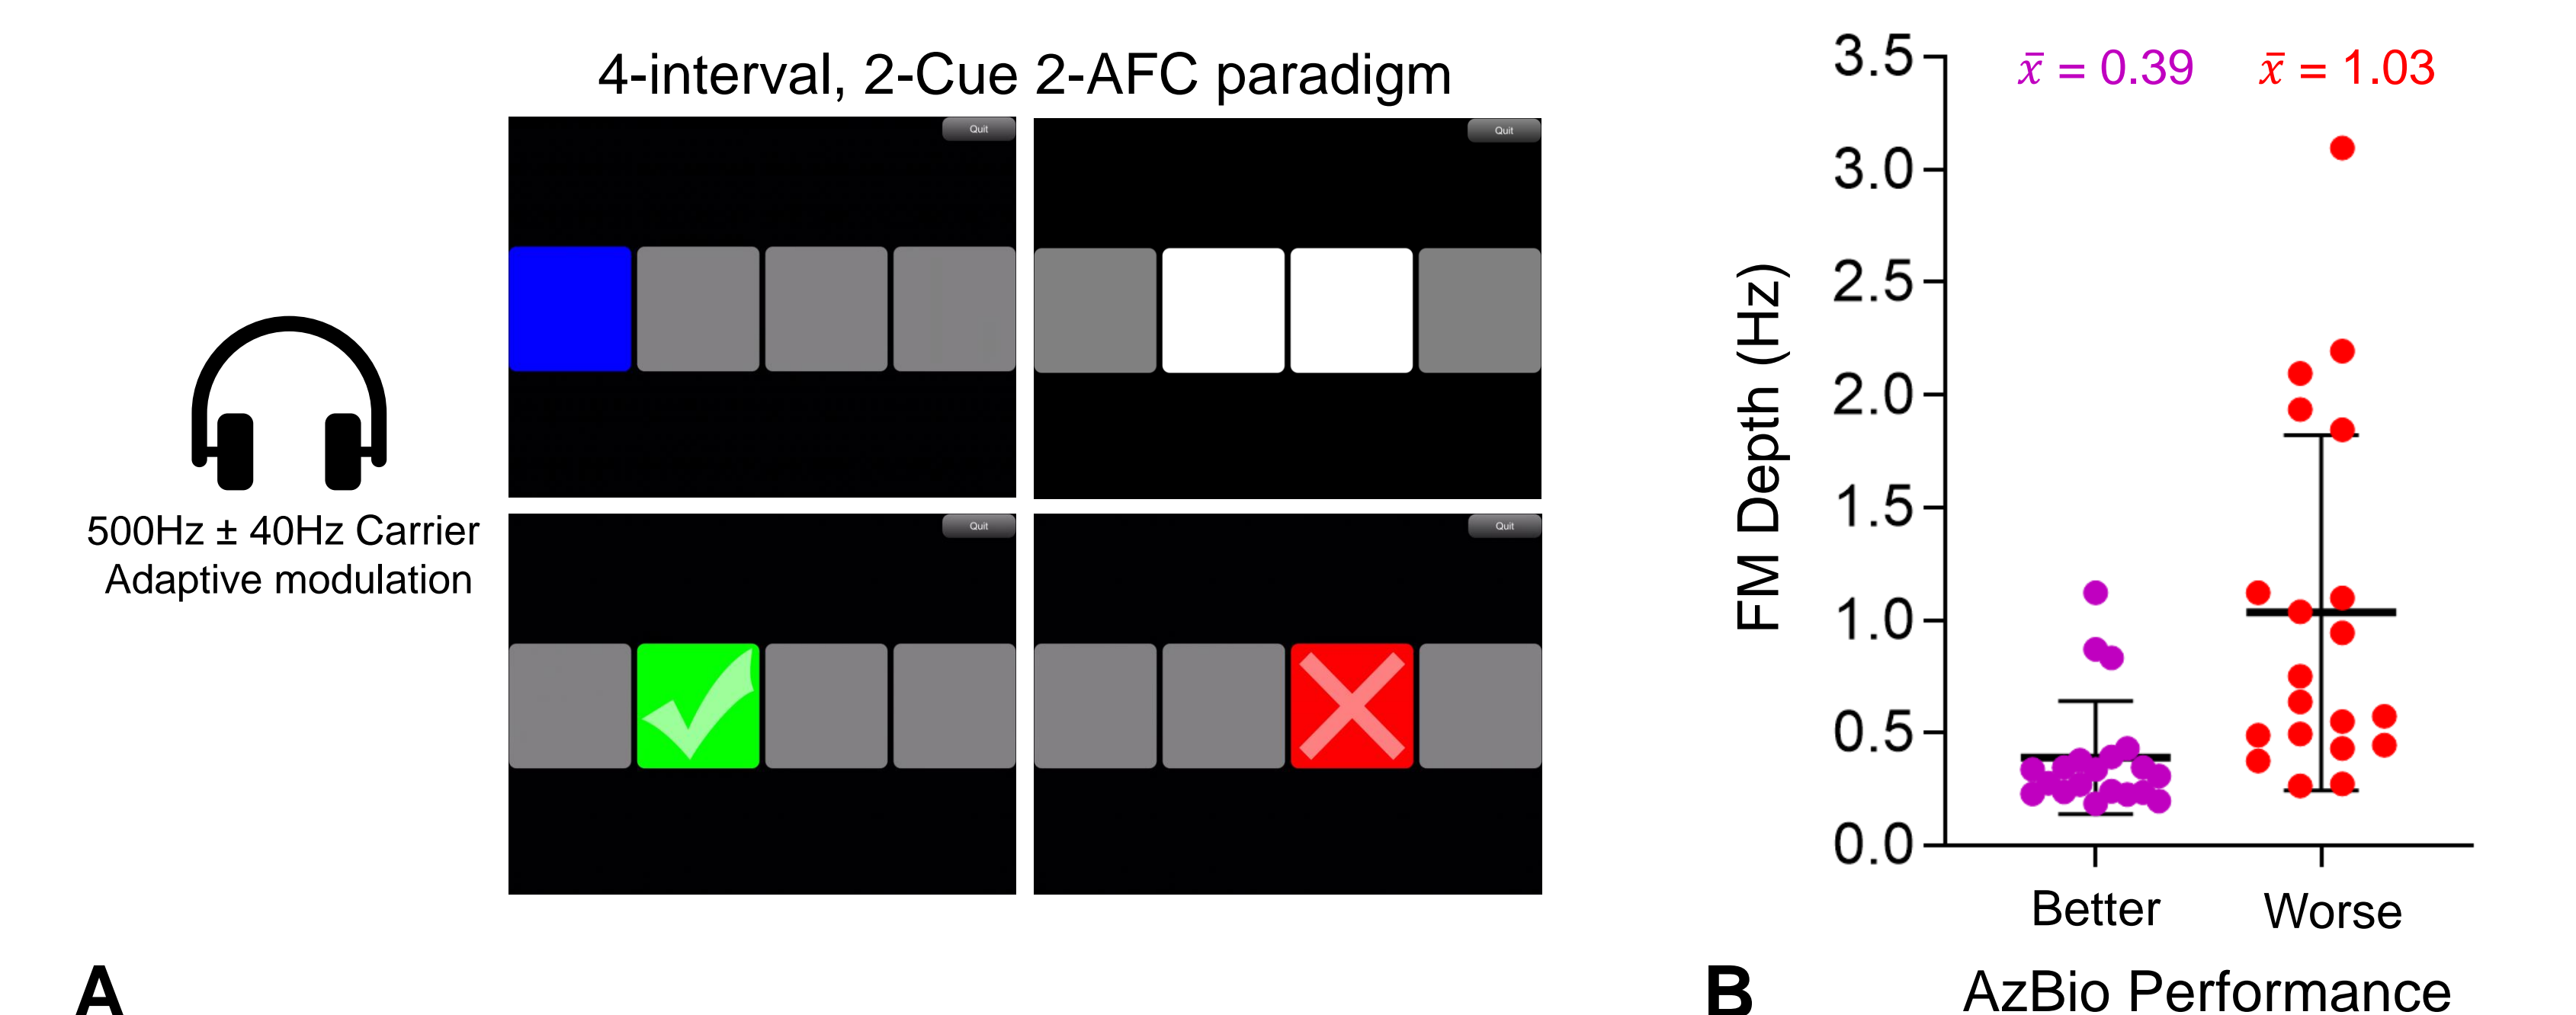 4-interval, 2-Cue 2-AFC paradigm
Quit
Quit
500Hz ± 40Hz Carrier
Adaptive modulation
Quit
Quit
A
x̄ = 0.39
x̄ = 1.03
3.5
3.0
2.5
2.0
1.5
1.0
0.5
0.0
FM Depth (Hz)
Better
Worse
AzBio Performance
B